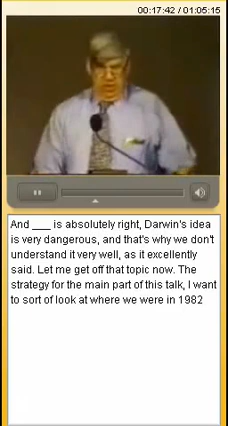 00:17:42 / 01:05:15
And ___ is absolutely right, Darwin's idea
is very dangerous, and that's why we don't
understand it very well, as it excellently
said. Let me get off that topic now. The
strategy for the main part of this talk, I want
to sort of look at where we were in 1982